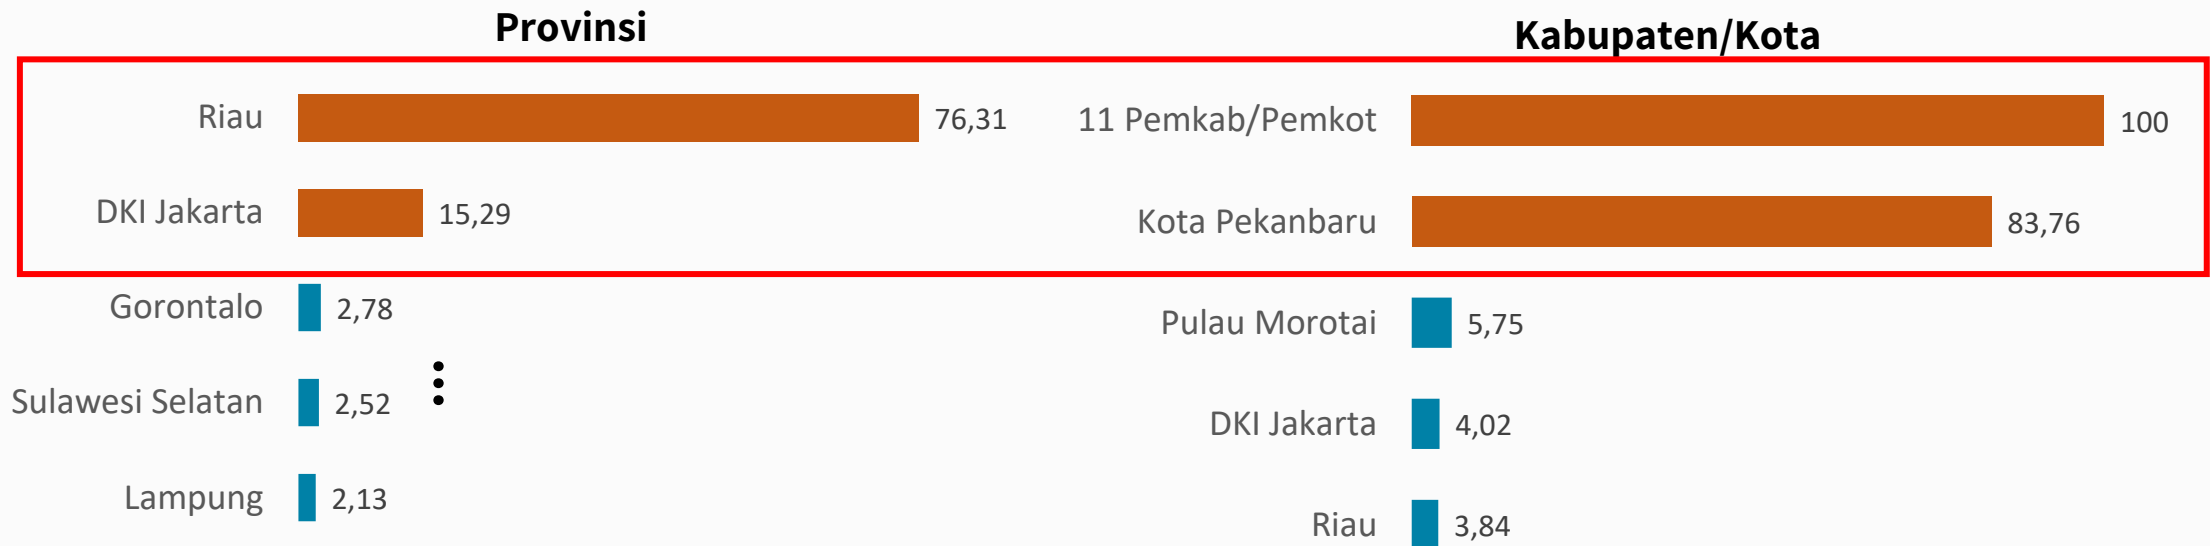 Provinsi
Riau 76,31
DKI Jakarta 15,29
Gorontalo 2,78
Sulawesi Selatan 2,52
Lampung 2,13
Kabupaten/Kota
11 Pemkab/Pemkot 100
Kota Pekanbaru 83,76
Pulau Morotai 5,75
DKI Jakarta 4,02
Riau 3,84